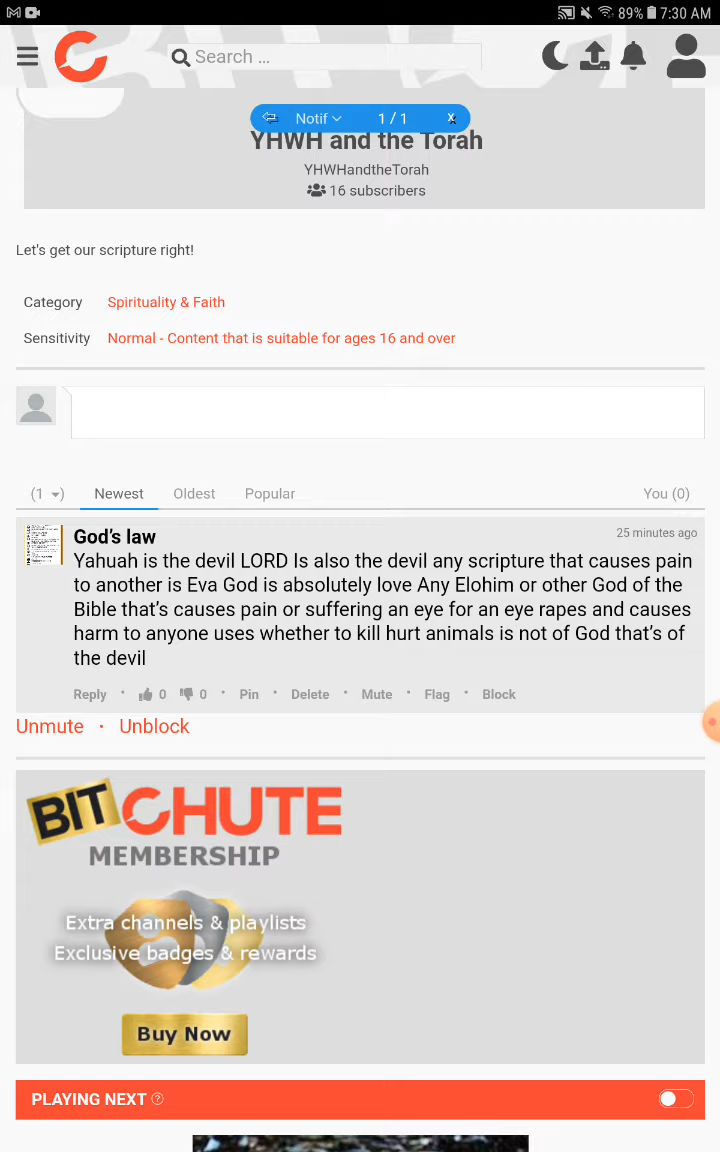 89% 7:30 AM
Search ...
Notif 1 / 1 x
YHWH and the Torah
YHWHandtheTorah
16 subscribers
Let's get our scripture right!
Category Spirituality & Faith
Sensitivity Normal - Content that is suitable for ages 16 and over
(1 ) Newest Oldest Popular You (0)
God's law 25 minutes ago
Yahuah is the devil LORD Is also the devil any scripture that causes pain
to another is Eva God is absolutely love Any Elohim or other God of the
Bible that's causes pain or suffering an eye for an eye rapes and causes
harm to anyone uses whether to kill hurt animals is not of God that's of
the devil
Reply • 0 0 • Pin • Delete • Mute • Flag • Block
Unmute • Unblock
BITCHUTE
MEMBERSHIP
Extra channels & playlists
Exclusive badges & rewards
Buy Now
PLAYING NEXT ?